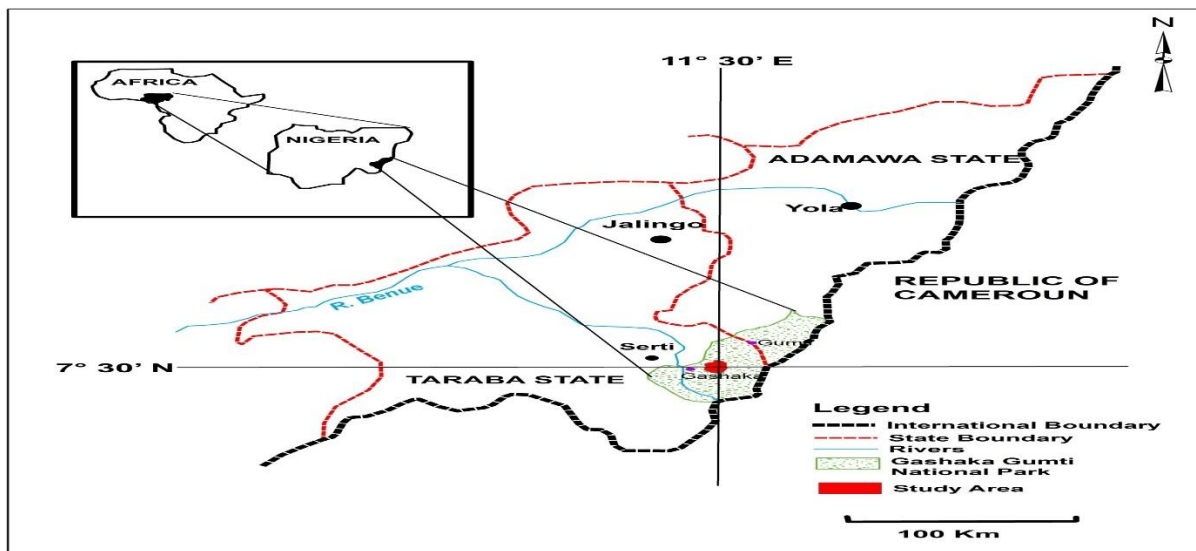 N
11° 30' E
AFRICA
NIGERIA
ADAMAWA STATE
Yola
Jalingo
REPUBLIC OF
CAMEROUN
R. Benue
Gumti
Serti
7° 30' N
Gashaka
TARABA STATE
Legend
International Boundary
State Boundary
Rivers
Gashaka Gumti
National Park
Study Area
100 Km